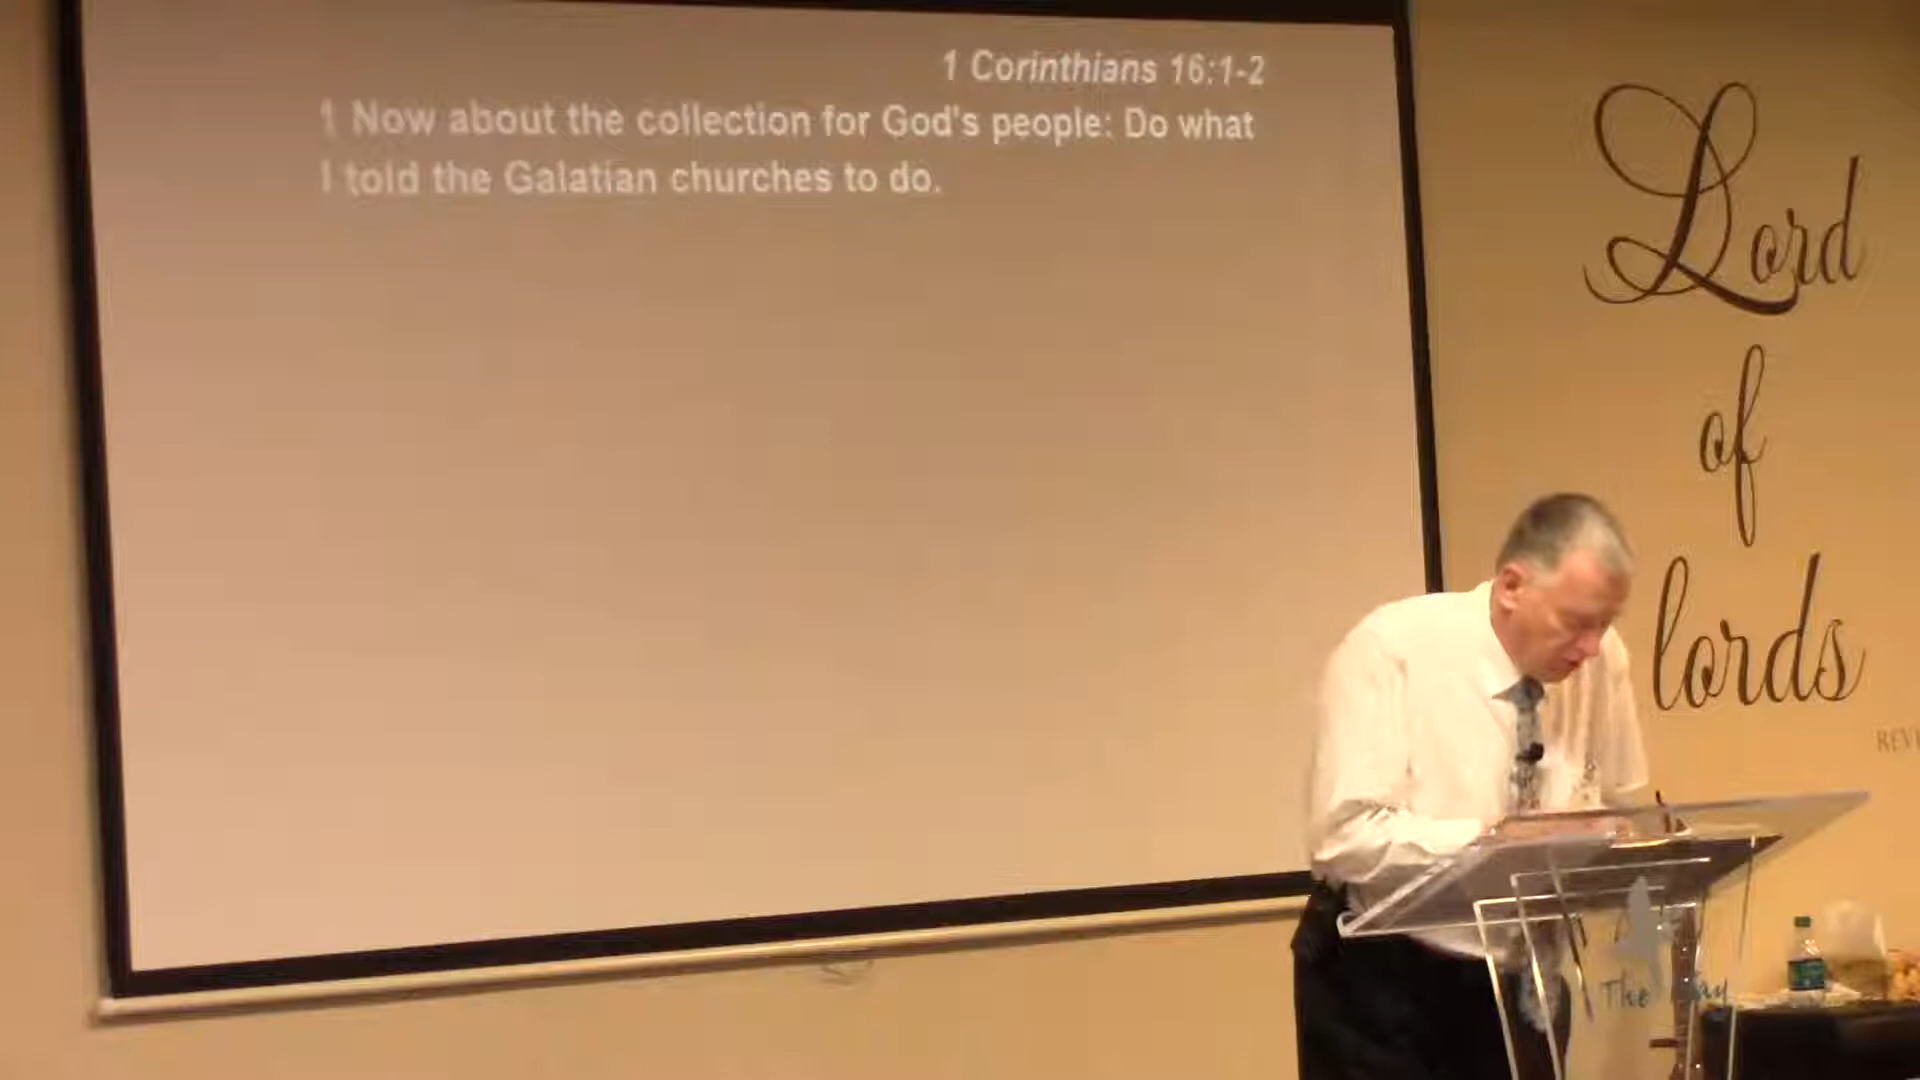 1 Corinthians 16:1-2
1 Now about the collection for God's people: Do what
I told the Galatian churches to do.
Lord
of
lords
The